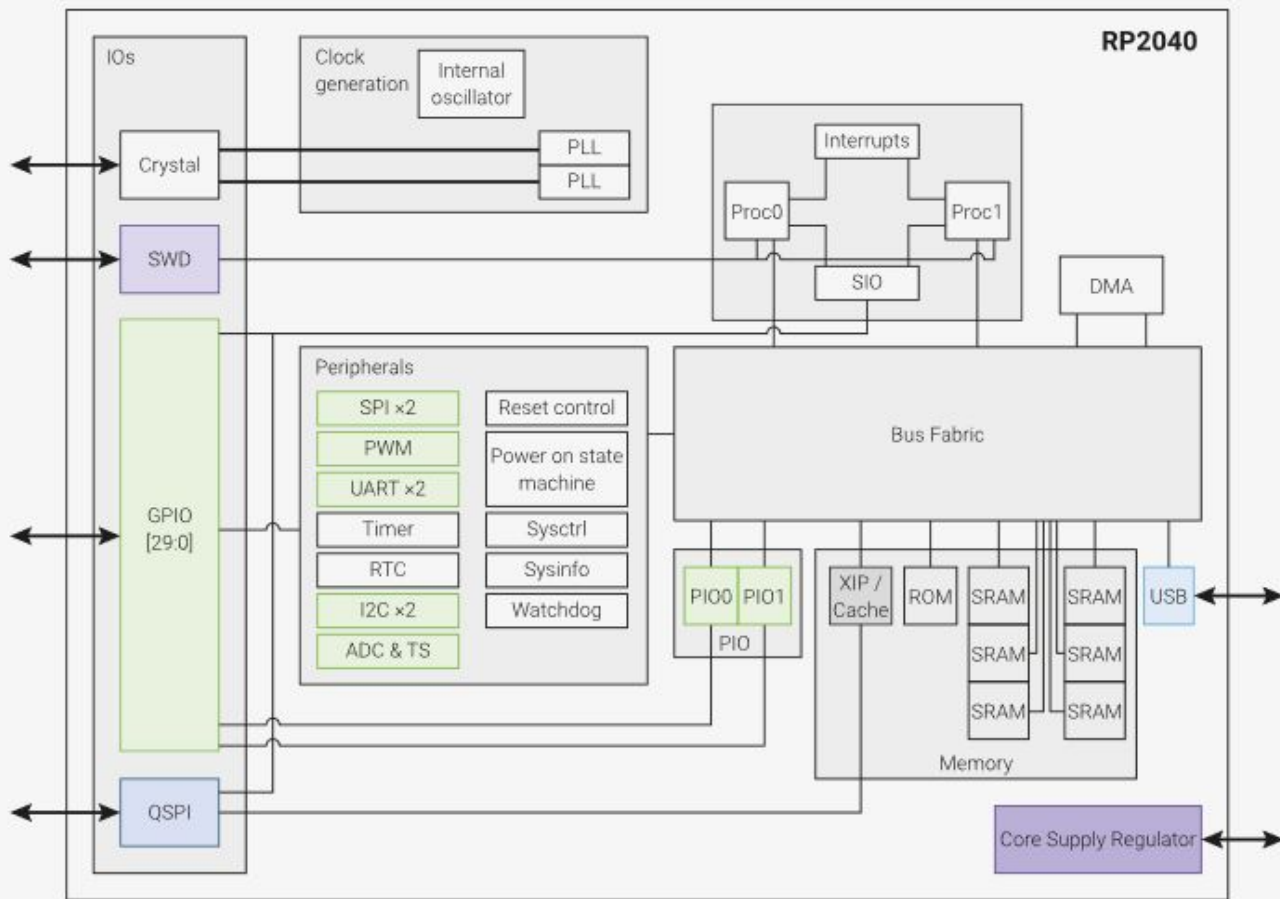 RP2040
IOs
Clock
generation
Internal
oscillator
Crystal
PLL
PLL
Interrupts
Proc0
Proc1
SWD
SIO
DMA
GPIO
[29:0]
Peripherals
SPI ×2
Reset control
PWM
Power on state
machine
UART ×2
Timer
Sysctrl
RTC
Sysinfo
I2C ×2
Watchdog
ADC & TS
Bus Fabric
PIO0
PIO1
PIO
XIP /
Cache
ROM
SRAM
SRAM
USB
SRAM
SRAM
SRAM
SRAM
Memory
QSPI
Core Supply Regulator